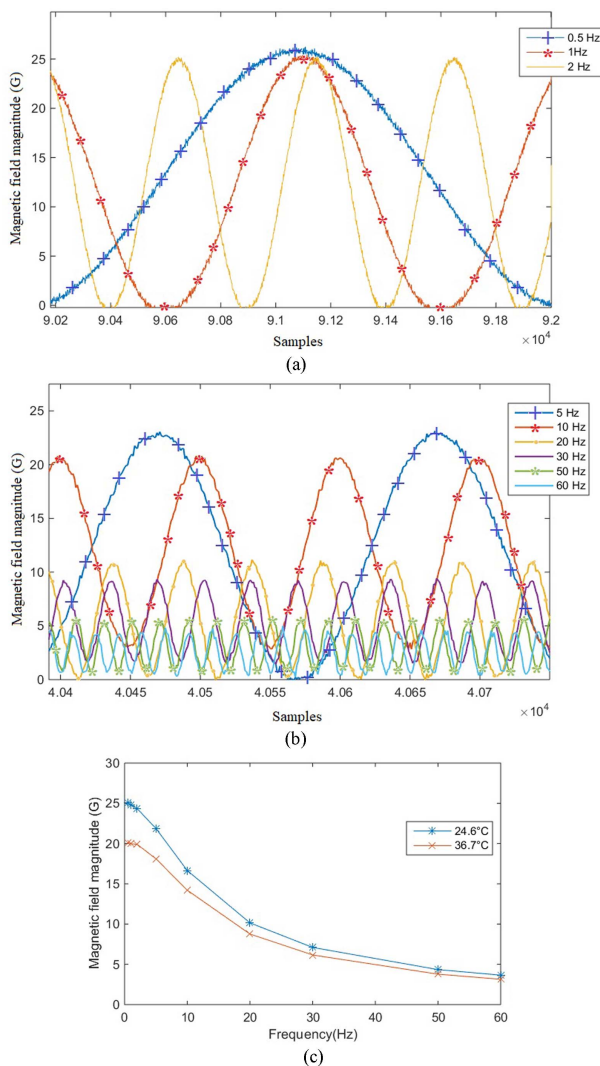 25
20
15
10
5
0
Magnetic field magnitude (G)
0.5 Hz
1Hz
2 Hz
9.02 9.04 9.06 9.08 9.1 9.12 9.14 9.16 9.18 9.2
Samples
×10⁴
(a)
25
20
15
10
5
0
Magnetic field magnitude (G)
5 Hz
10 Hz
20 Hz
30 Hz
50 Hz
60 Hz
4.04 4.045 4.05 4.055 4.06 4.065 4.07
Samples
×10⁴
(b)
30
25
20
15
10
5
0
Magnetic field magnitude (G)
24.6°C
36.7°C
0 10 20 30 40 50 60
Frequency(Hz)
(c)